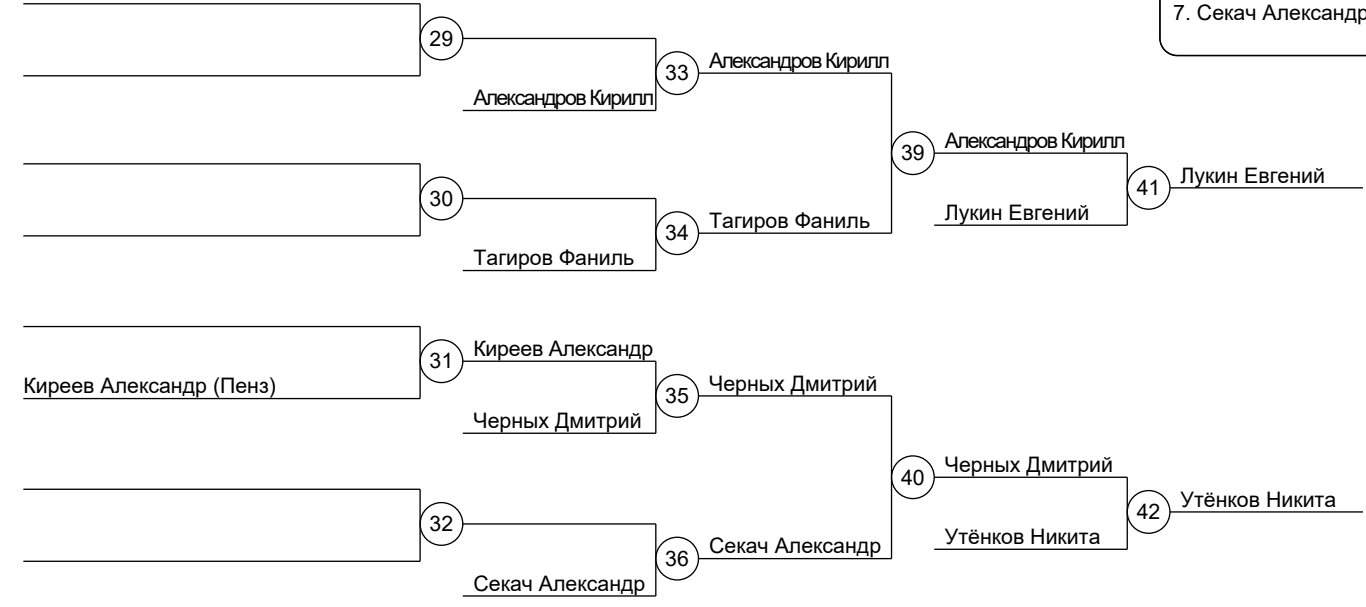 7. Секач Александр
29
33
Александров Кирилл
Александров Кирилл
39
Александров Кирилл
41
Лукин Евгений
30
34
Тагиров Фаниль
Лукин Евгений
Тагиров Фаниль
31
Киреев Александр
35
Черных Дмитрий
Киреев Александр (Пенз)
Черных Дмитрий
40
Черных Дмитрий
42
Утёнков Никита
32
36
Секач Александр
Утёнков Никита
Секач Александр